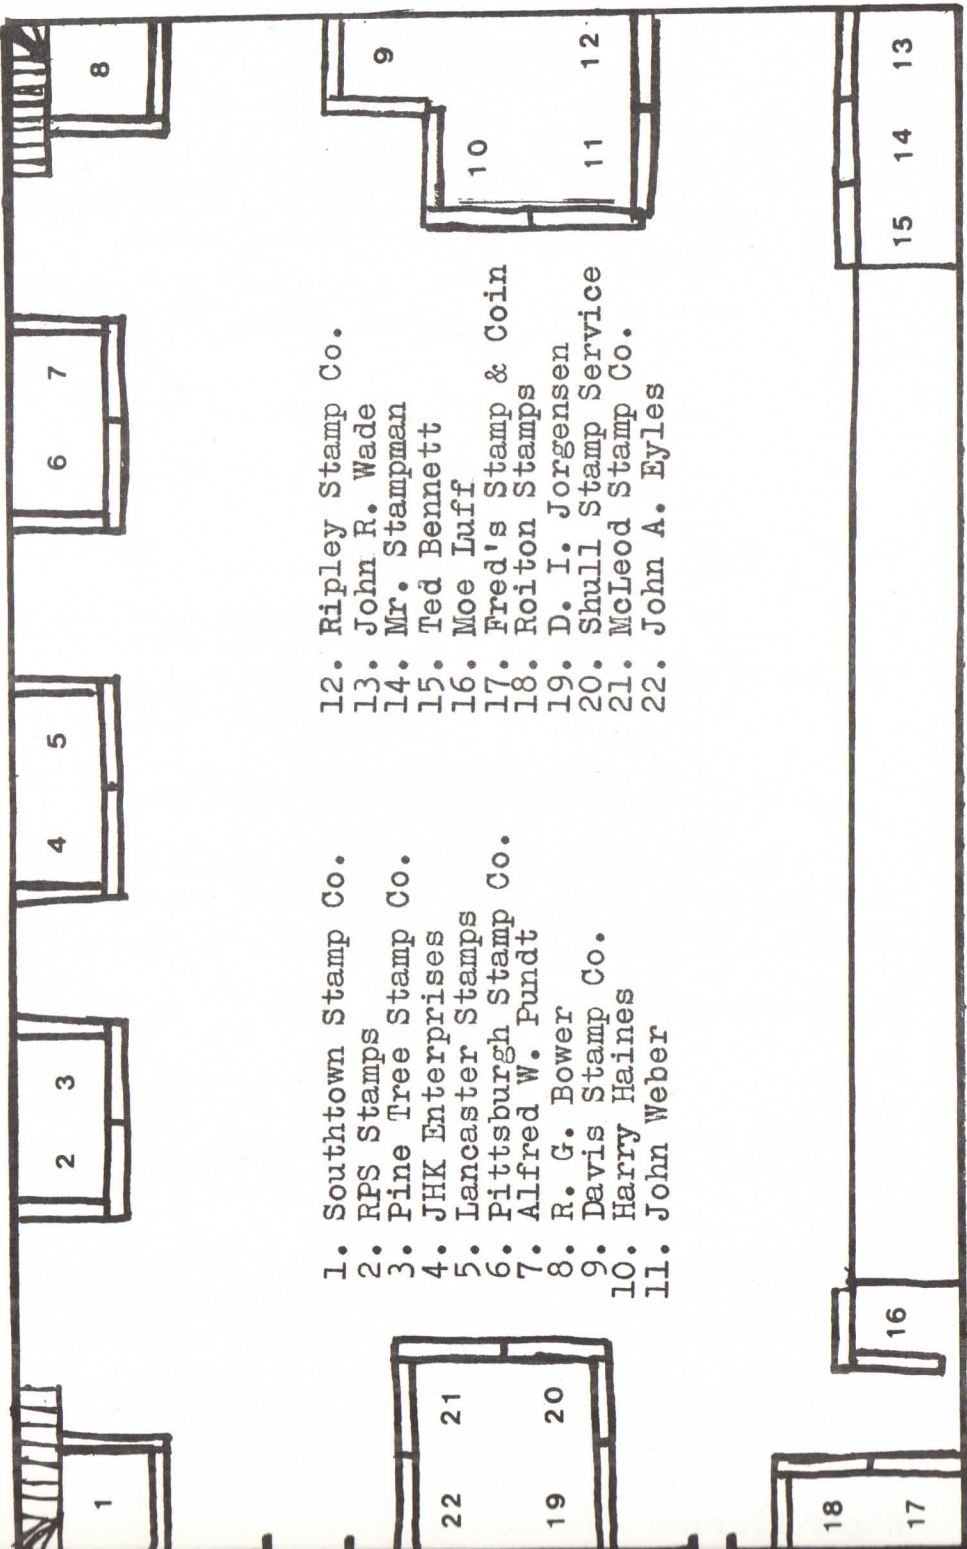 1
2
3
4
5
6
7
8
9
10
11
12
13
14
15
16
17
18
19
20
21
22
1. Southtown Stamp Co.
2. RPS Stamps
3. Pine Tree Stamp Co.
4. JHK Enterprises
5. Lancaster Stamps
6. Pittsburgh Stamp Co.
7. Alfred W. Pundt
8. R. G. Bower
9. Davis Stamp Co.
10. Harry Haines
11. John Weber
12. Ripley Stamp Co.
13. John R. Wade
14. Mr. Stampman
15. Ted Bennett
16. Moe Luff
17. Fred's Stamp & Coin
18. Roiton Stamps
19. D. I. Jorgensen
20. Shull Stamp Service
21. McLeod Stamp Co.
22. John A. Eyles